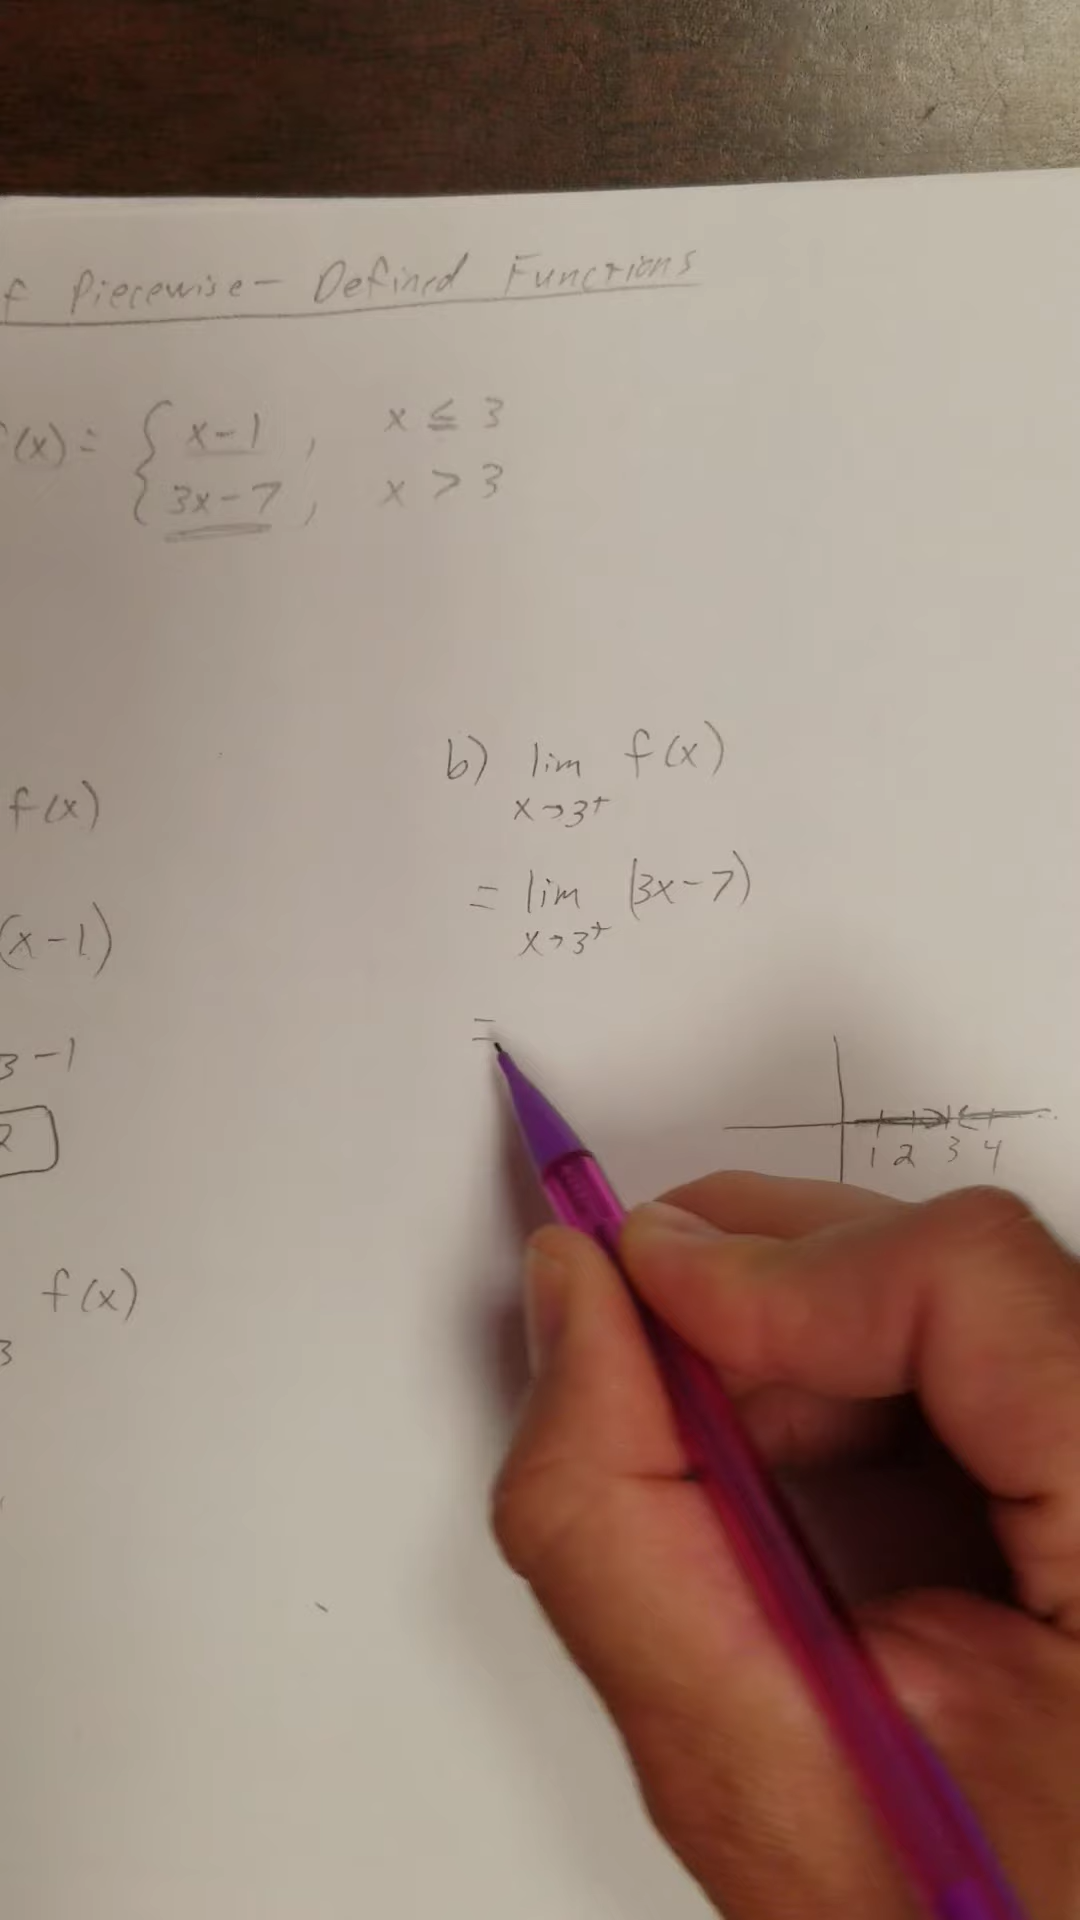 f Piecewise- Defined Functions
f(x) = { x-1 , x ≤ 3
3x-7 , x > 3
f(x)
(x-1)
3 -1
2
f(x)
3
b) lim f(x)
x→3⁺
= lim (3x-7)
x→3⁺
=
1 2 3 4